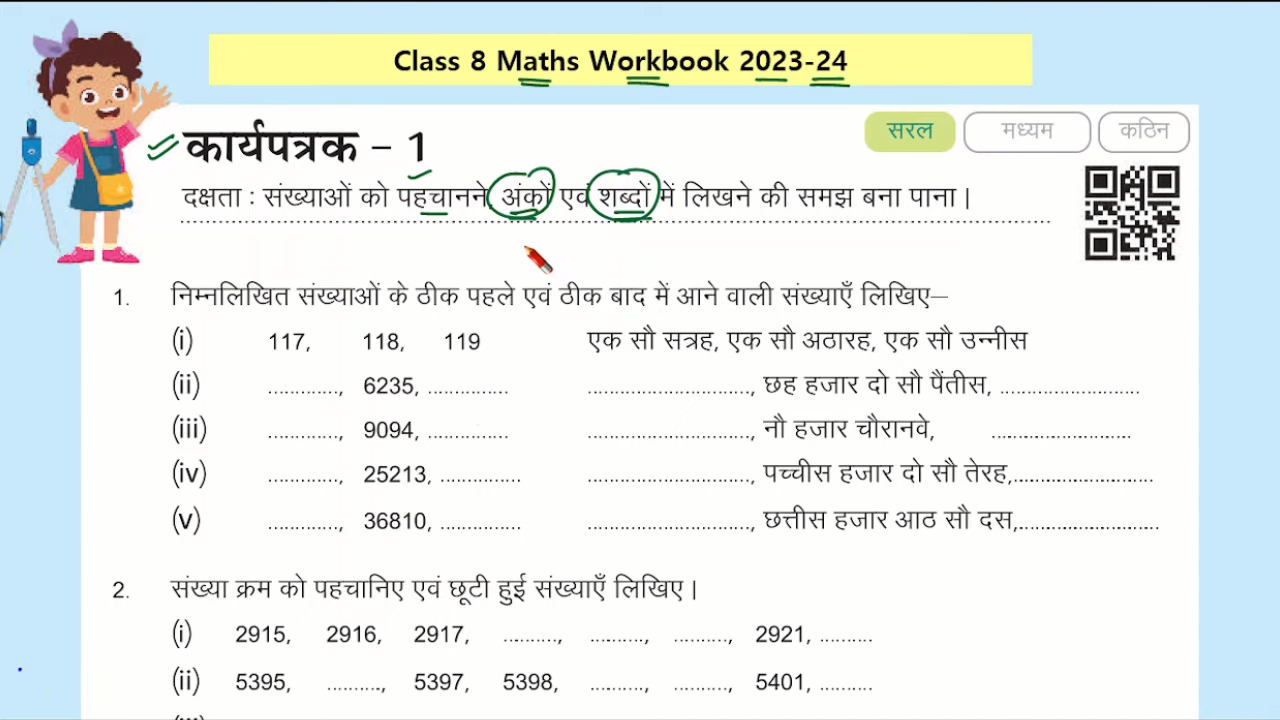 Class 8 Maths Workbook 2023-24
कार्यपत्रक – 1
सरल मध्यम कठिन
दक्षता : संख्याओं को पहचानने अंकों एवं शब्दों में लिखने की समझ बना पाना।
1. निम्नलिखित संख्याओं के ठीक पहले एवं ठीक बाद में आने वाली संख्याएँ लिखिए–
(i) 117, 118, 119 एक सौ सत्रह, एक सौ अठारह, एक सौ उन्नीस
(ii) ............., 6235, .............. ............................, छह हजार दो सौ पैंतीस, ........................
(iii) ............., 9094, .............. ............................, नौ हजार चौरानवे, ........................
(iv) ............., 25213, .............. ............................, पच्चीस हजार दो सौ तेरह,........................
(v) ............., 36810, .............. ............................, छत्तीस हजार आठ सौ दस,........................
2. संख्या क्रम को पहचानिए एवं छूटी हुई संख्याएँ लिखिए।
(i) 2915, 2916, 2917, .........., .........., .........., 2921, ..........
(ii) 5395, .........., 5397, 5398, .........., .........., 5401, ..........